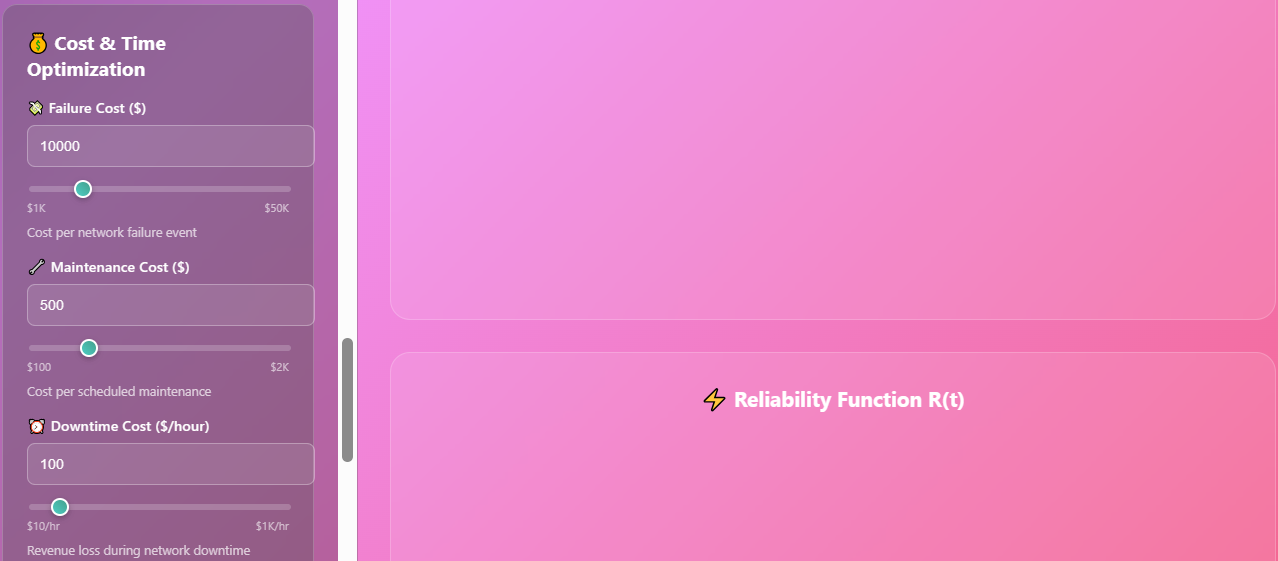 💰 Cost & Time
Optimization
💸 Failure Cost ($)
10000
$1K $50K
Cost per network failure event
🔧 Maintenance Cost ($)
500
$100 $2K
Cost per scheduled maintenance
⏰ Downtime Cost ($/hour)
100
$10/hr $1K/hr
Revenue loss during network downtime
⚡ Reliability Function R(t)